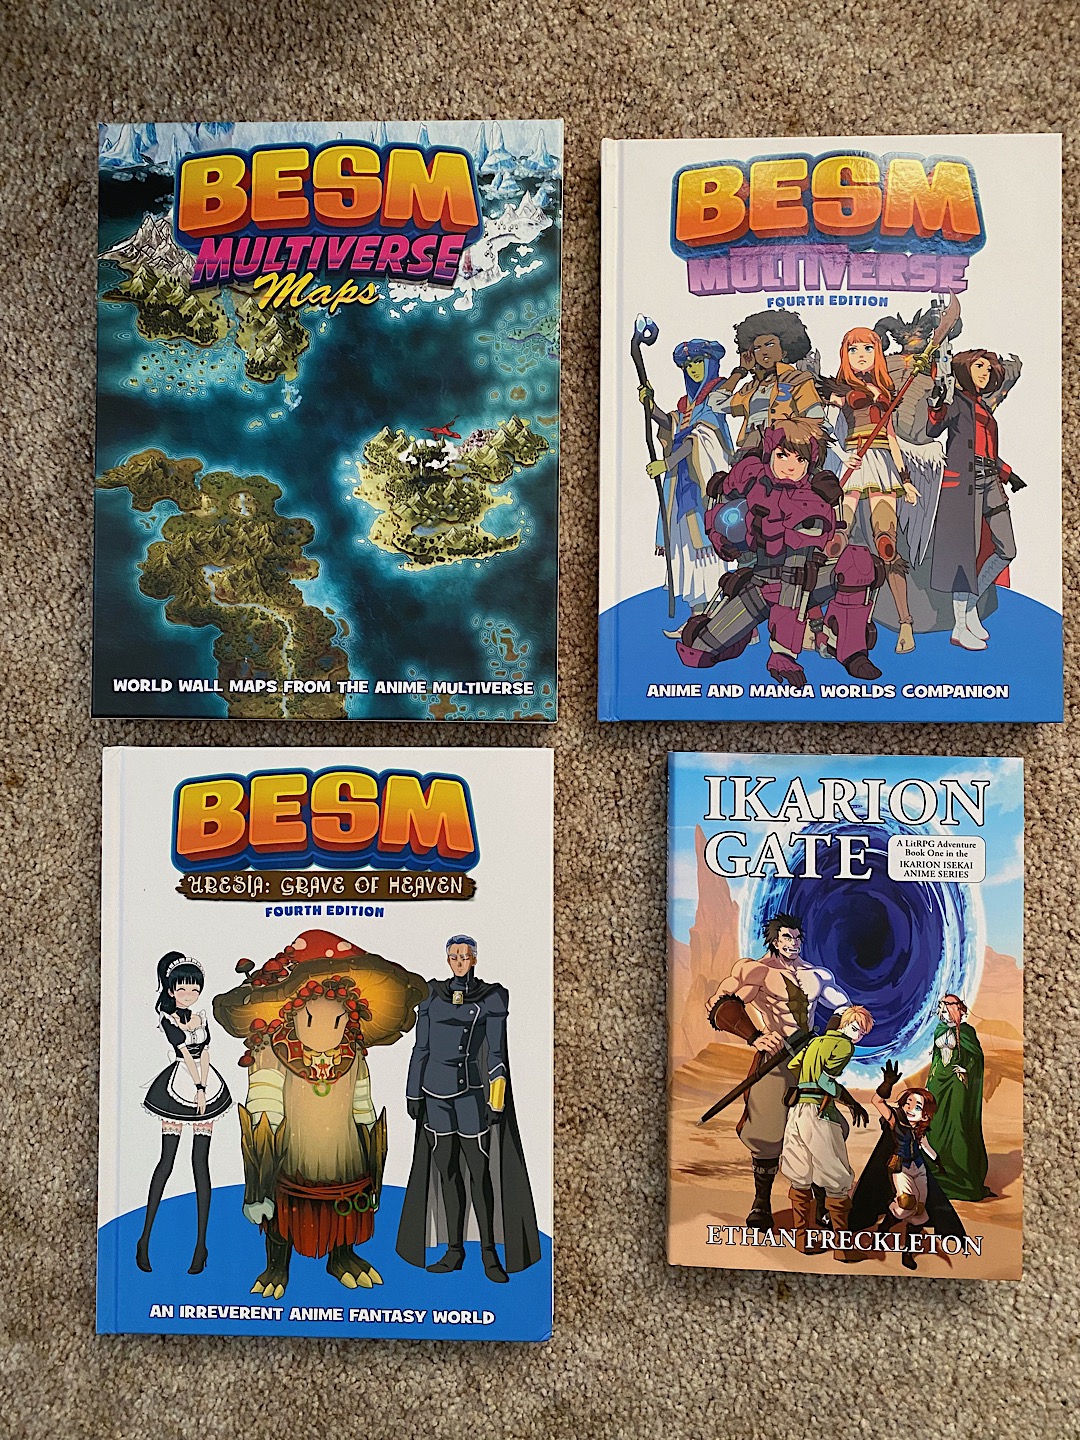 BESM
MULTIVERSE
Maps
WORLD WALL MAPS FROM THE ANIME MULTIVERSE
BESM
MULTIVERSE
FOURTH EDITION
ANIME AND MANGA WORLDS COMPANION
BESM
URESIA: GRAVE OF HEAVEN
FOURTH EDITION
AN IRREVERENT ANIME FANTASY WORLD
IKARION
GATE
A LitRPG Adventure
Book One in the
IKARION ISEKAI
ANIME SERIES
ETHAN FRECKLETON